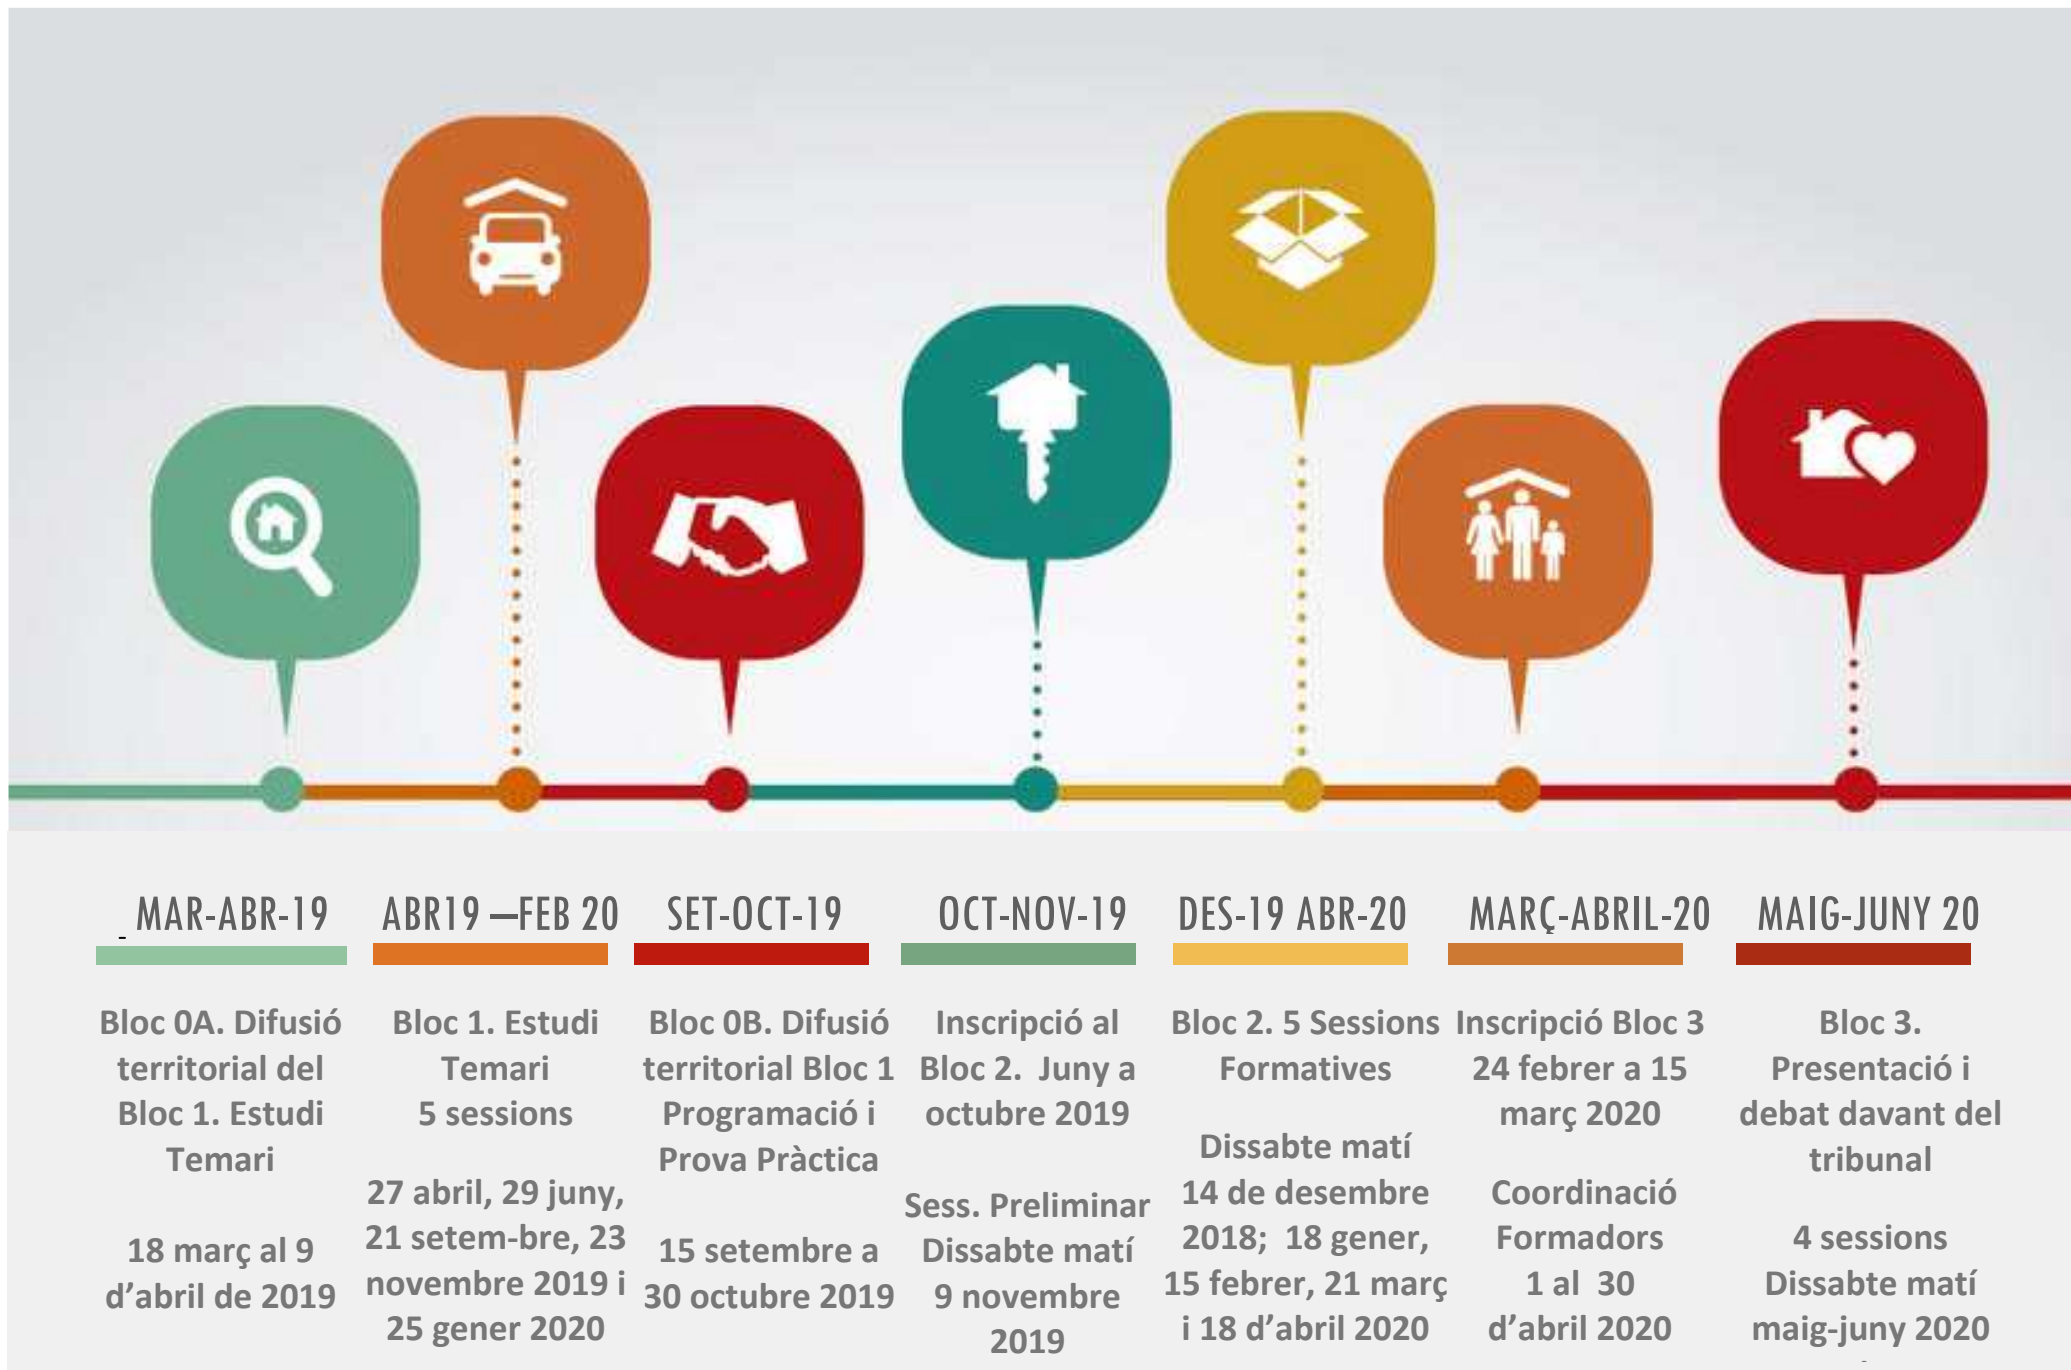 MAR-ABR-19
Bloc 0A. Difusió
territorial del
Bloc 1. Estudi
Temari
18 març al 9
d’abril de 2019
ABR19 —FEB 20
Bloc 1. Estudi
Temari
5 sessions
27 abril, 29 juny,
21 setem-bre, 23
novembre 2019 i
25 gener 2020
SET-OCT-19
Bloc 0B. Difusió
territorial Bloc 1
Programació i
Prova Pràctica
15 setembre a
30 octubre 2019
OCT-NOV-19
Inscripció al
Bloc 2. Juny a
octubre 2019
Sess. Preliminar
Dissabte matí
9 novembre
2019
DES-19 ABR-20
Bloc 2. 5 Sessions
Formatives
Dissabte matí
14 de desembre
2018; 18 gener,
15 febrer, 21 març
i 18 d’abril 2020
MARÇ-ABRIL-20
Inscripció Bloc 3
24 febrer a 15
març 2020
Coordinació
Formadors
1 al 30
d’abril 2020
MAIG-JUNY 20
Bloc 3.
Presentació i
debat davant del
tribunal
4 sessions
Dissabte matí
maig-juny 2020